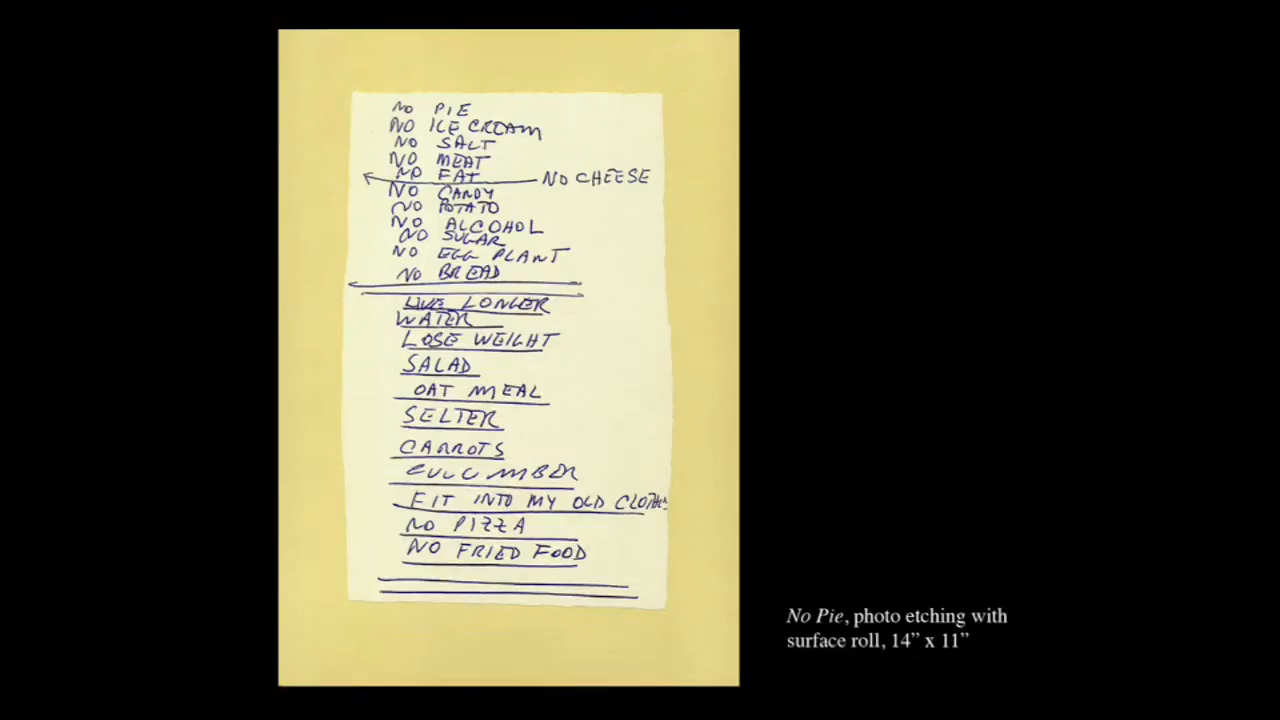 NO PIE
NO ICE CREAM
NO SALT
NO MEAT
NO FAT
NO CHEESE
NO CANDY
NO POTATO
NO ALCOHOL
NO SUGAR
NO EGG PLANT
NO BREAD
LIVE LONGER
WATER
LOSE WEIGHT
SALAD
OAT MEAL
SELTER
CARROTS
CUCUMBER
FIT INTO MY OLD CLOTHES
NO PIZZA
NO FRIED FOOD
No Pie, photo etching with
surface roll, 14” x 11”